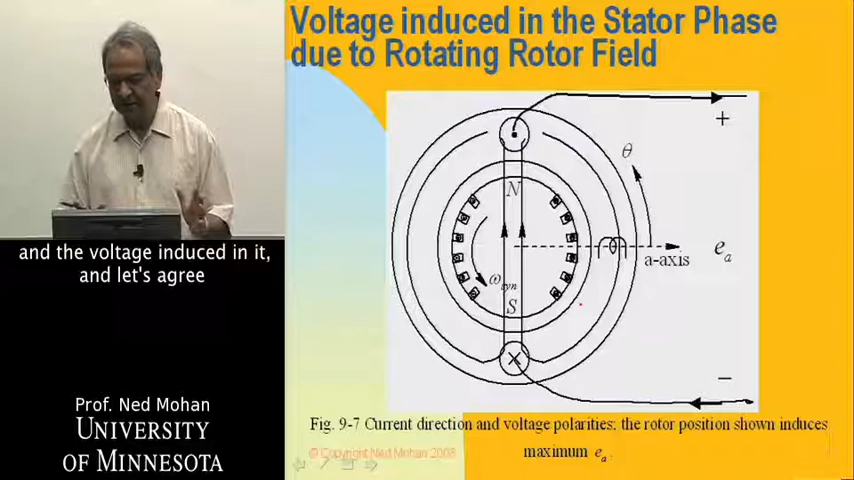 Voltage induced in the Stator Phase
due to Rotating Rotor Field
+
θ
N
a-axis
e_a
ω_syn
S
−
and the voltage induced in it,
and let's agree
Prof. Ned Mohan
UNIVERSITY
OF MINNESOTA
Fig. 9-7 Current direction and voltage polarities; the rotor position shown induces
maximum e_a.
© Copyright Ned Mohan 2008